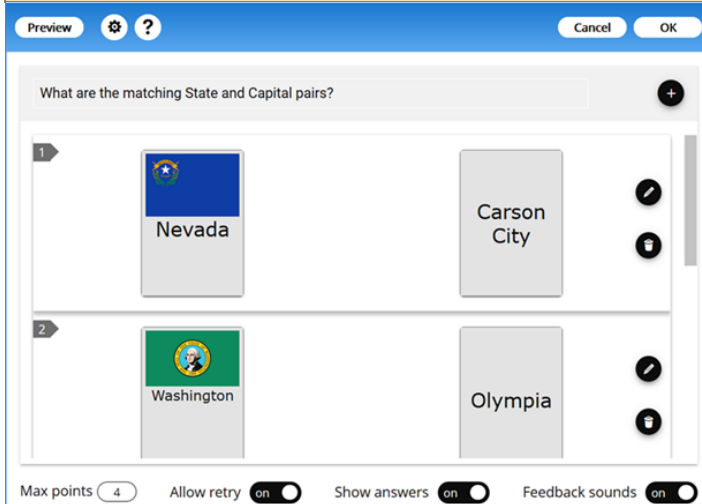 Preview ? Cancel OK
What are the matching State and Capital pairs? +
1
Nevada
Carson
City
2
Washington
Olympia
Max points 4 Allow retry on Show answers on Feedback sounds on